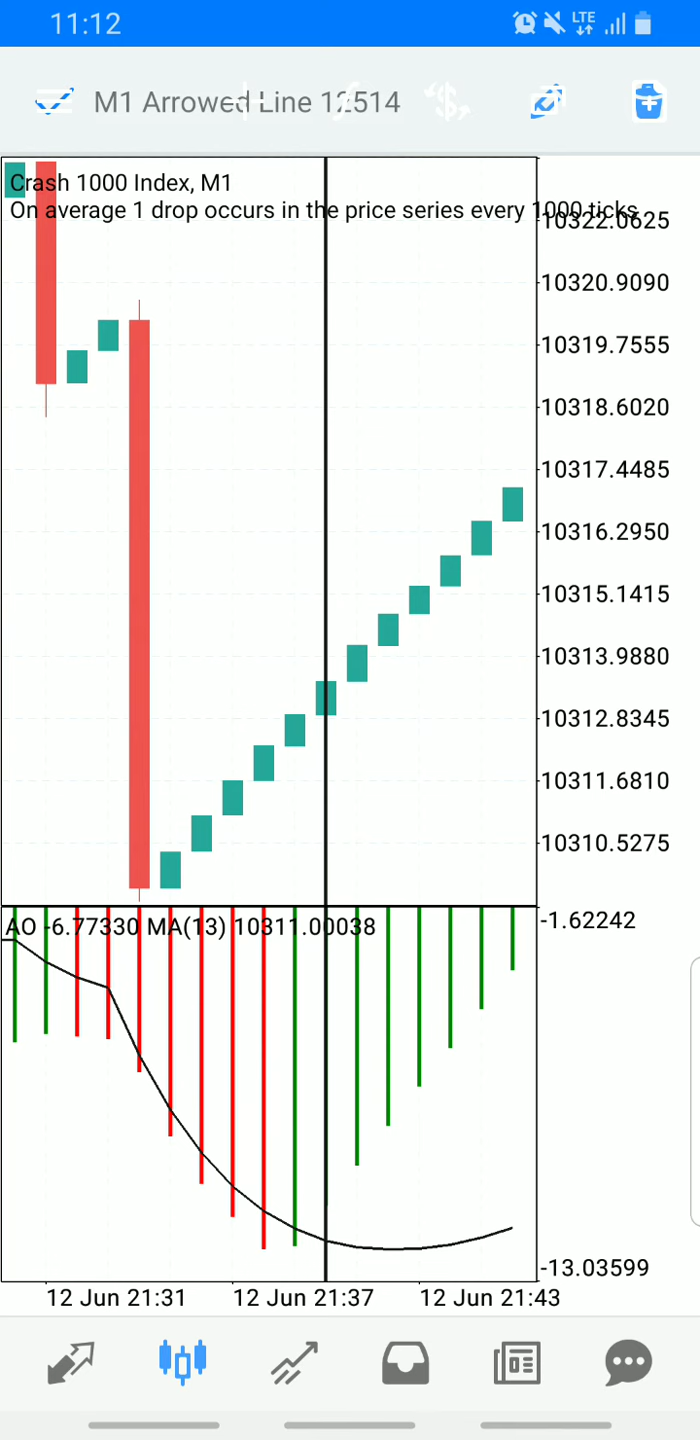 11:12
LTE
M1 Arrowed Line 12514
Crash 1000 Index, M1
On average 1 drop occurs in the price series every 1000 ticks
10322.0625
10320.9090
10319.7555
10318.6020
10317.4485
10316.2950
10315.1415
10313.9880
10312.8345
10311.6810
10310.5275
AO -6.77330 MA(13) 10311.00038
-1.62242
-13.03599
12 Jun 21:31
12 Jun 21:37
12 Jun 21:43